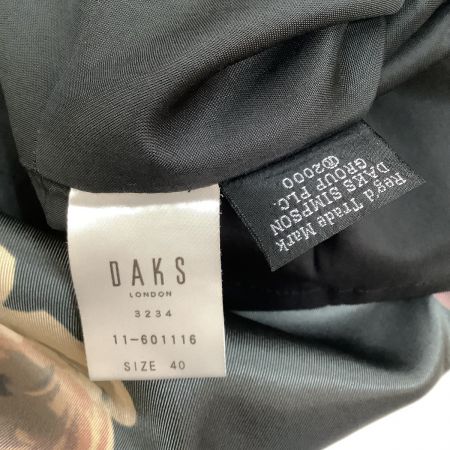 DAKS
LONDON
3234
11-601116
SIZE 40
Reg'd Trade Mark
DAKS SIMPSON
GROUP PLC.
©2000